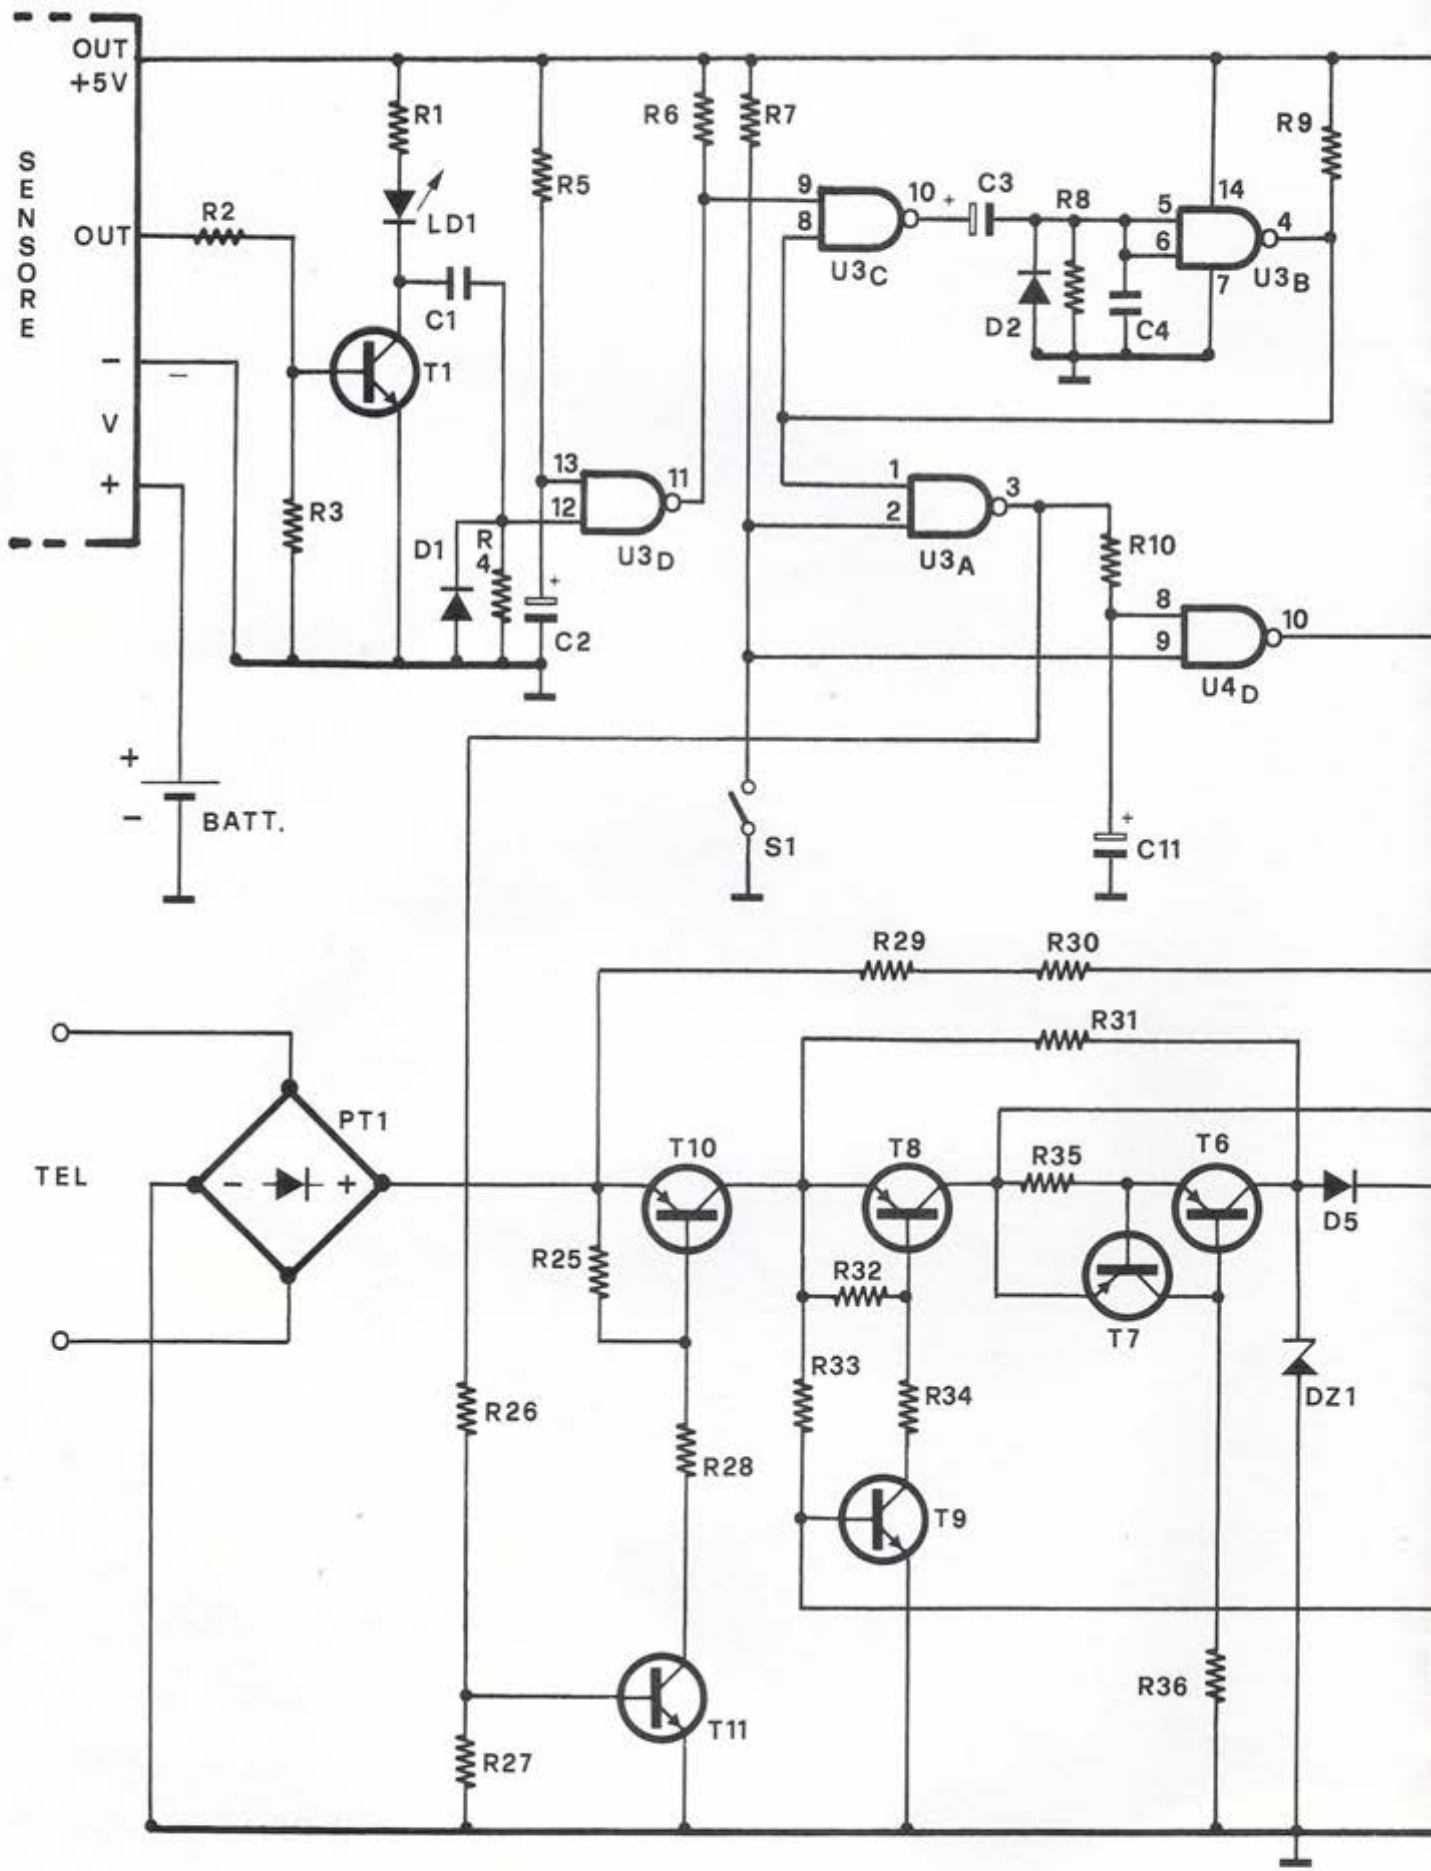 OUT
+5V
SENSORE
OUT
−
−
V
+
R1
LD1
R2
C1
T1
R3
R5
R6
R7
9
8
10
+
C3
R8
U3C
D2
C4
5
6
14
4
7
U3B
R9
13
12
11
U3D
D1
R4
+
C2
1
2
3
U3A
R10
8
9
10
U4D
+
−
BATT.
S1
+
C11
R29
R30
R31
TEL
PT1
−
+
T10
T8
R35
T6
D5
R25
R32
T7
R33
R34
DZ1
R26
R28
T9
R36
T11
R27